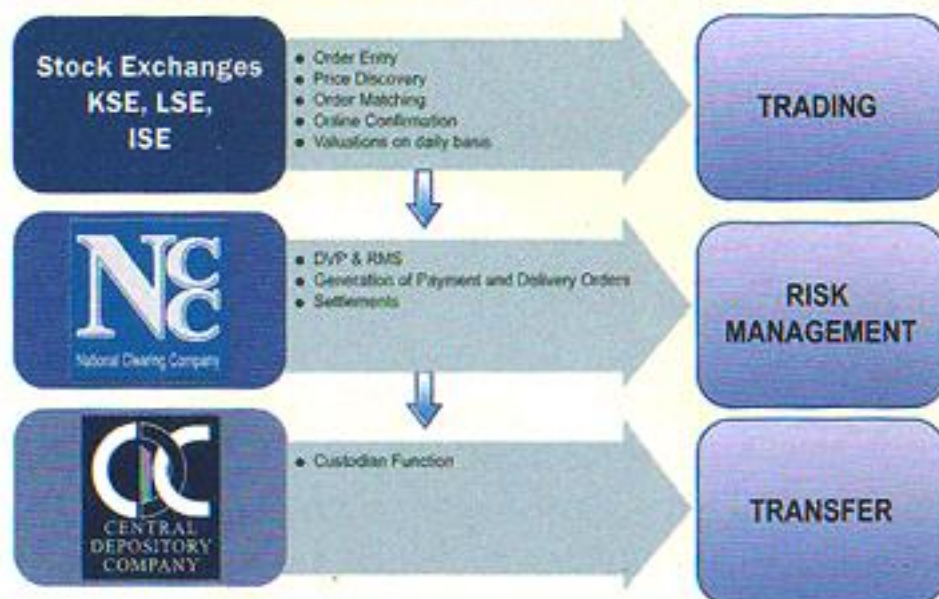 Stock Exchanges
KSE, LSE,
ISE
• Order Entry
• Price Discovery
• Order Matching
• Online Confirmation
• Valuations on daily basis
TRADING
NCC
National Clearing Company
• DVP & RMS
• Generation of Payment and Delivery Orders
• Settlements
RISK
MANAGEMENT
CDC
CENTRAL
DEPOSITORY
COMPANY
• Custodian Function
TRANSFER